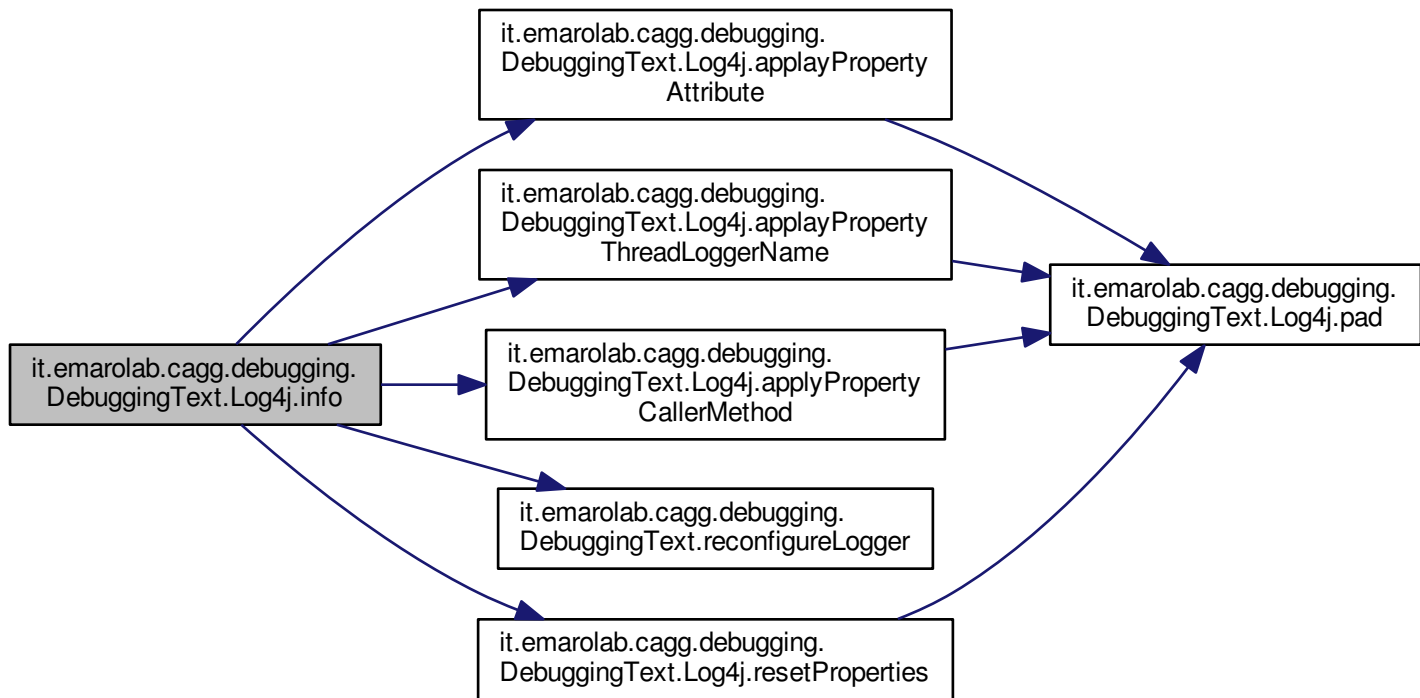 it.emarolab.cagg.debugging.
DebuggingText.Log4j.applayProperty
Attribute
it.emarolab.cagg.debugging.
DebuggingText.Log4j.applayProperty
ThreadLoggerName
it.emarolab.cagg.debugging.
DebuggingText.Log4j.pad
it.emarolab.cagg.debugging.
DebuggingText.Log4j.info
it.emarolab.cagg.debugging.
DebuggingText.Log4j.applyProperty
CallerMethod
it.emarolab.cagg.debugging.
DebuggingText.reconfigureLogger
it.emarolab.cagg.debugging.
DebuggingText.Log4j.resetProperties